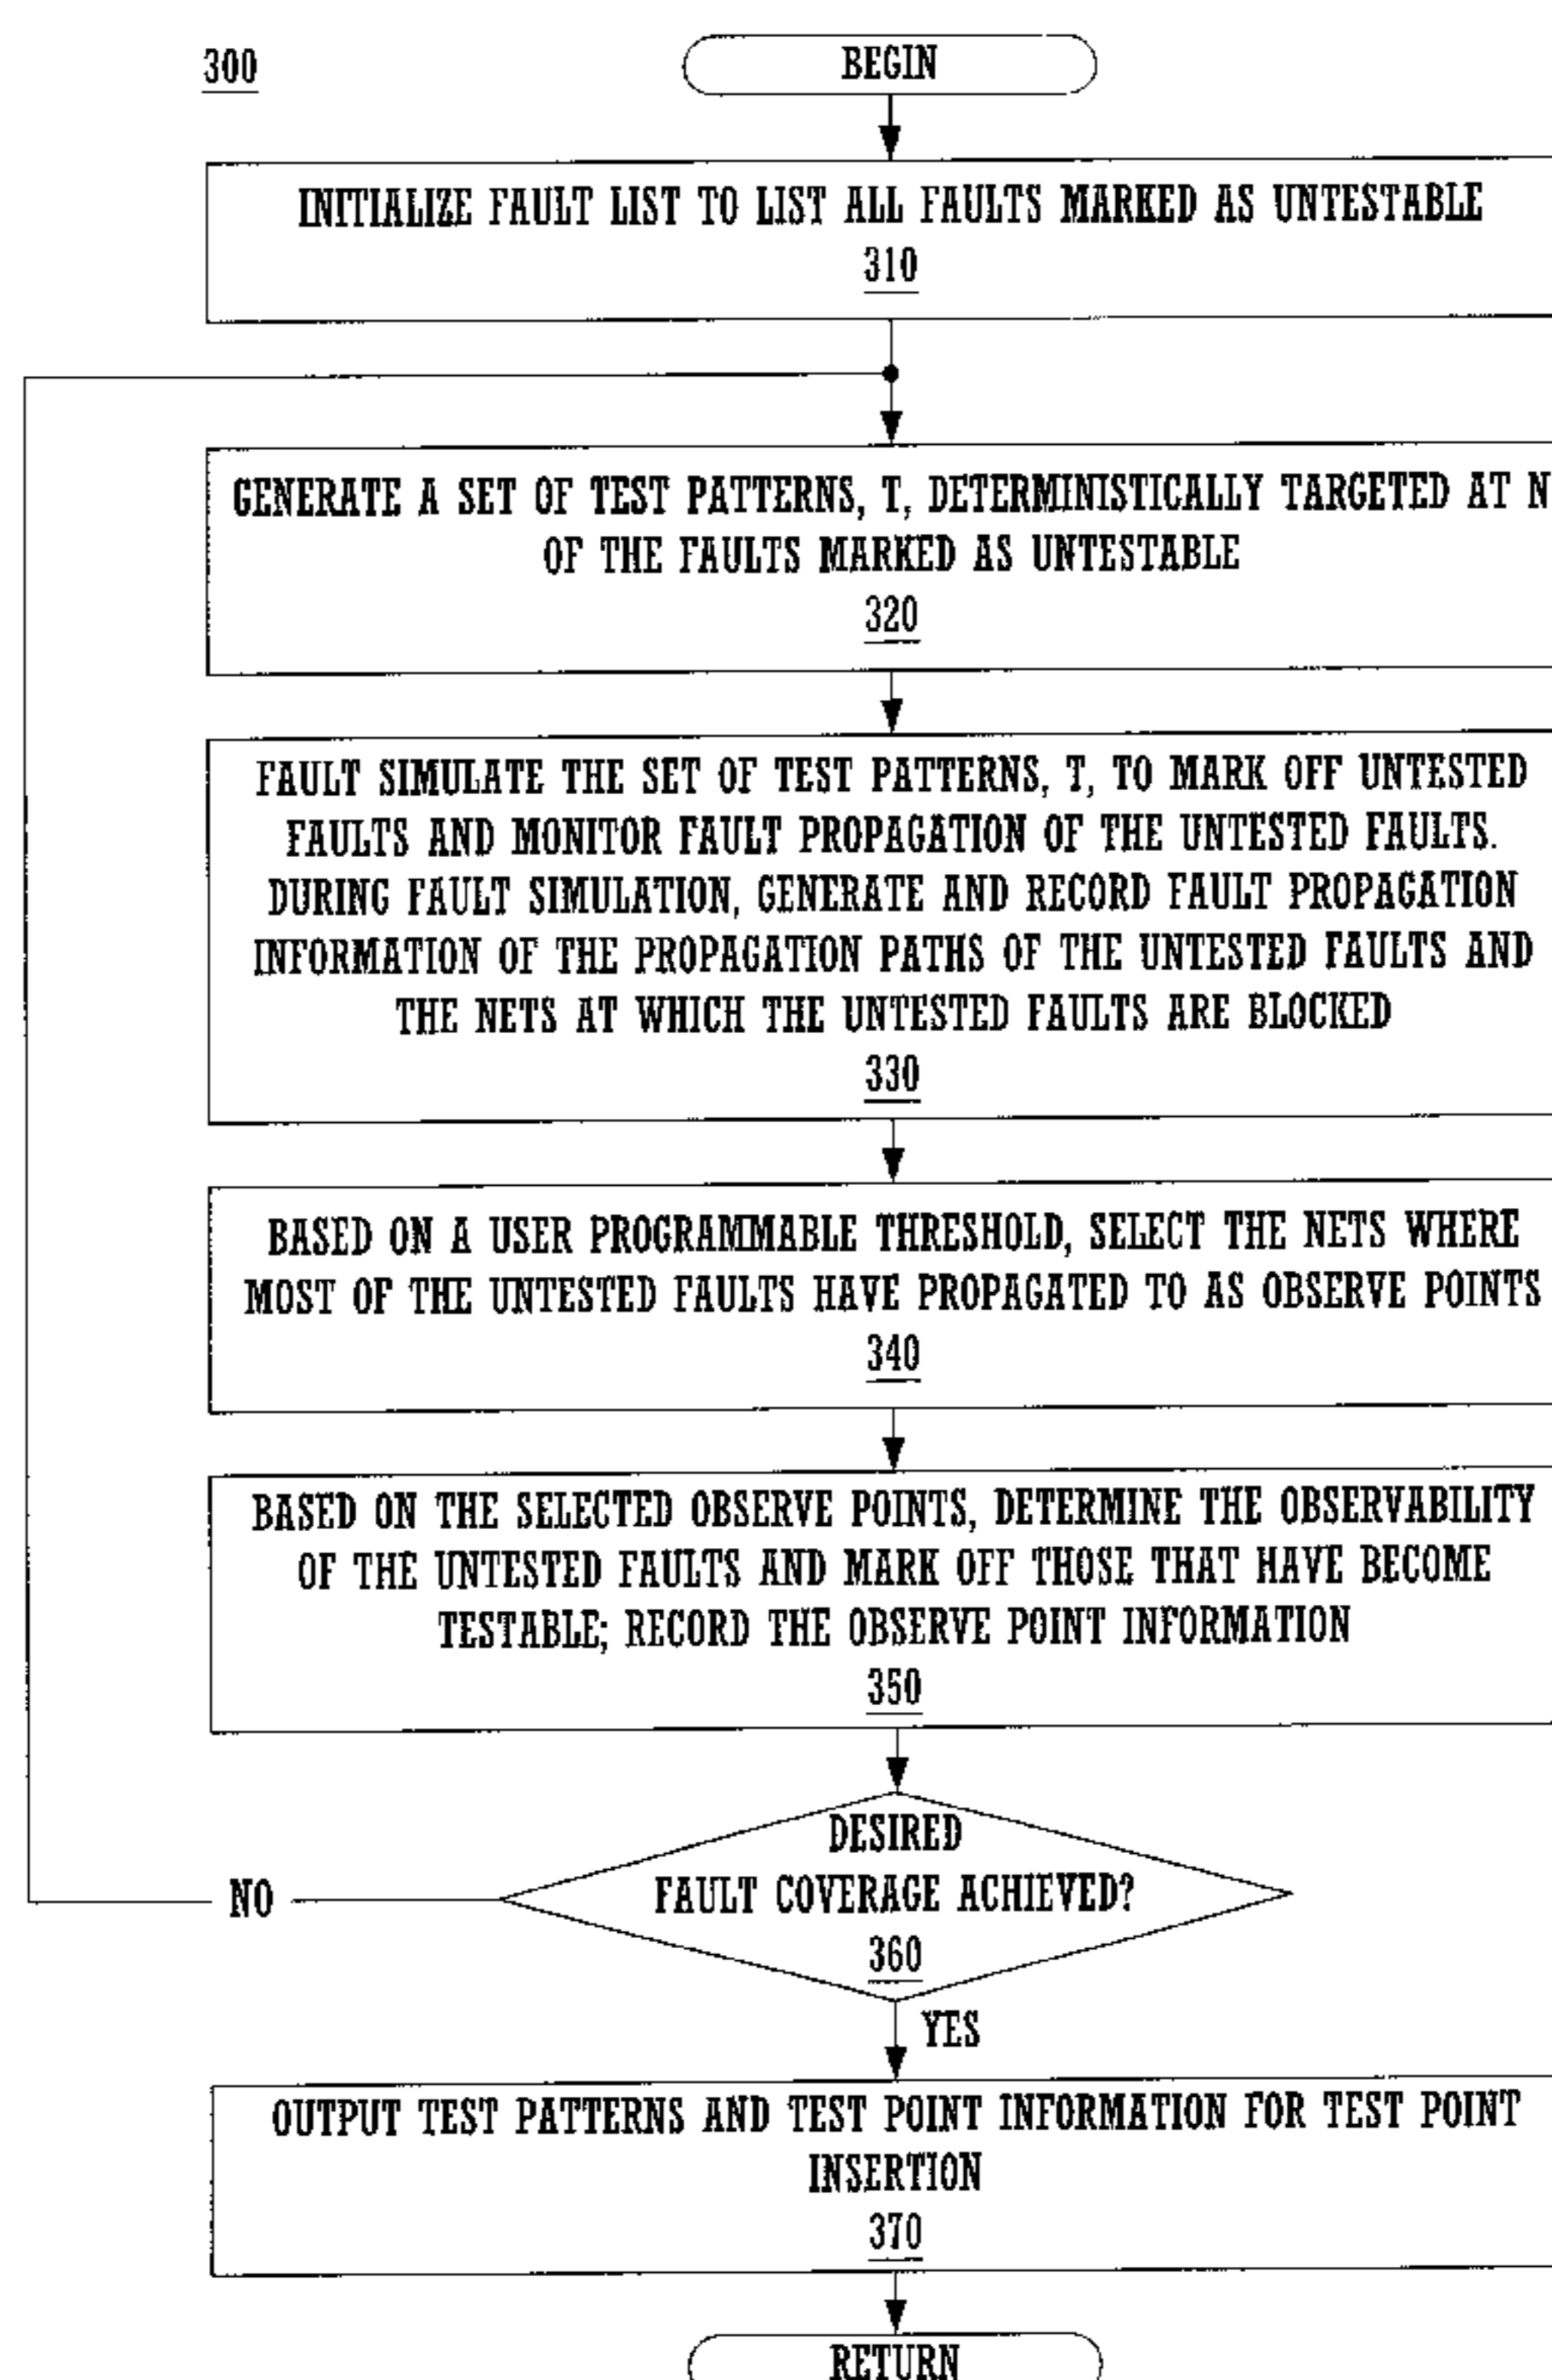 300
BEGIN
INITIALIZE FAULT LIST TO LIST ALL FAULTS MARKED AS UNTESTABLE
310
GENERATE A SET OF TEST PATTERNS, T, DETERMINISTICALLY TARGETED AT N
OF THE FAULTS MARKED AS UNTESTABLE
320
FAULT SIMULATE THE SET OF TEST PATTERNS, T, TO MARK OFF UNTESTED
FAULTS AND MONITOR FAULT PROPAGATION OF THE UNTESTED FAULTS.
DURING FAULT SIMULATION, GENERATE AND RECORD FAULT PROPAGATION
INFORMATION OF THE PROPAGATION PATHS OF THE UNTESTED FAULTS AND
THE NETS AT WHICH THE UNTESTED FAULTS ARE BLOCKED
330
BASED ON A USER PROGRAMMABLE THRESHOLD, SELECT THE NETS WHERE
MOST OF THE UNTESTED FAULTS HAVE PROPAGATED TO AS OBSERVE POINTS
340
BASED ON THE SELECTED OBSERVE POINTS, DETERMINE THE OBSERVABILITY
OF THE UNTESTED FAULTS AND MARK OFF THOSE THAT HAVE BECOME
TESTABLE; RECORD THE OBSERVE POINT INFORMATION
350
DESIRED
FAULT COVERAGE ACHIEVED?
360
NO
YES
OUTPUT TEST PATTERNS AND TEST POINT INFORMATION FOR TEST POINT
INSERTION
370
RETURN